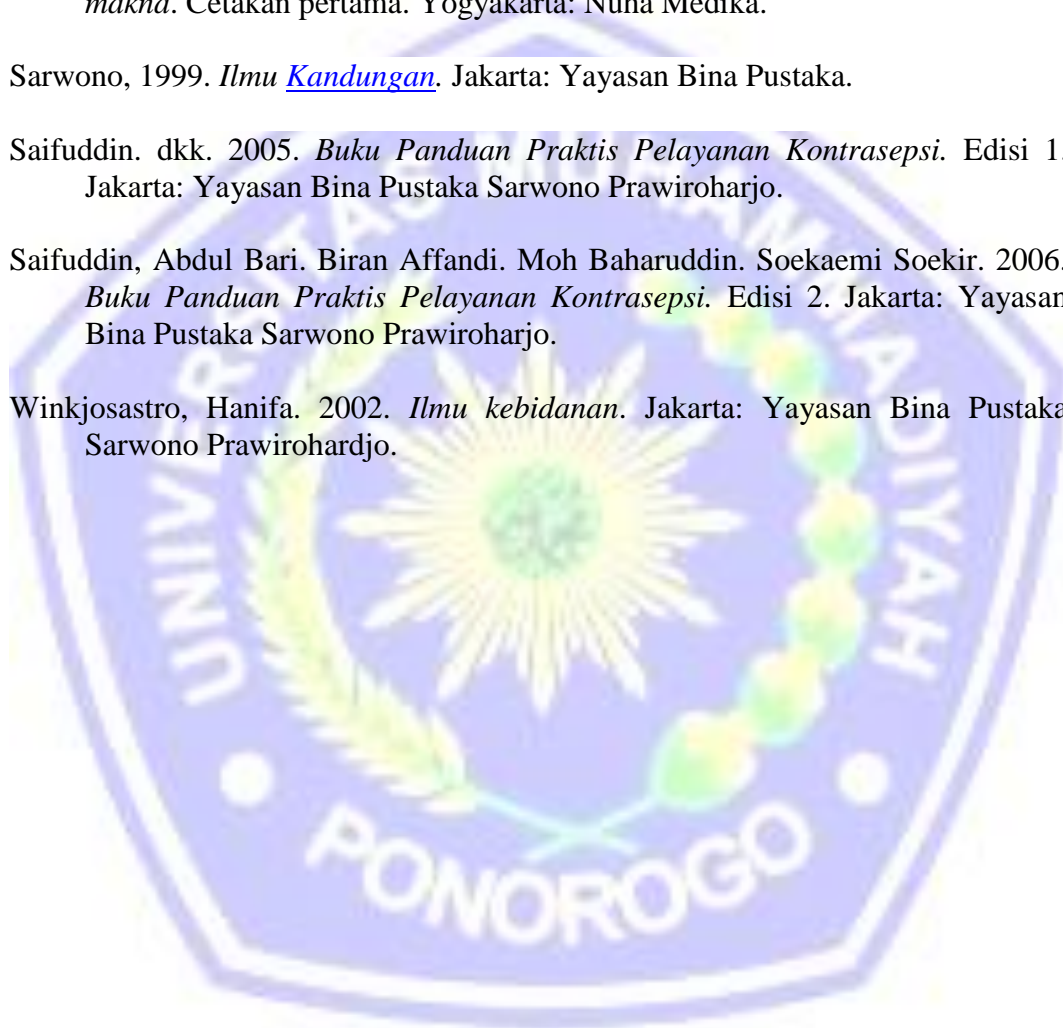 makna. Cetakan pertama. Yogyakarta: Nuha Medika.
Sarwono, 1999. Ilmu Kandungan. Jakarta: Yayasan Bina Pustaka.
Saifuddin. dkk. 2005. Buku Panduan Praktis Pelayanan Kontrasepsi. Edisi 1.
Jakarta: Yayasan Bina Pustaka Sarwono Prawiroharjo.
Saifuddin, Abdul Bari. Biran Affandi. Moh Baharuddin. Soekaemi Soekir. 2006.
Buku Panduan Praktis Pelayanan Kontrasepsi. Edisi 2. Jakarta: Yayasan
Bina Pustaka Sarwono Prawiroharjo.
Winkjosastro, Hanifa. 2002. Ilmu kebidanan. Jakarta: Yayasan Bina Pustaka
Sarwono Prawirohardjo.
UNIVERSITAS MUHAMMADIYAH
PONOROGO